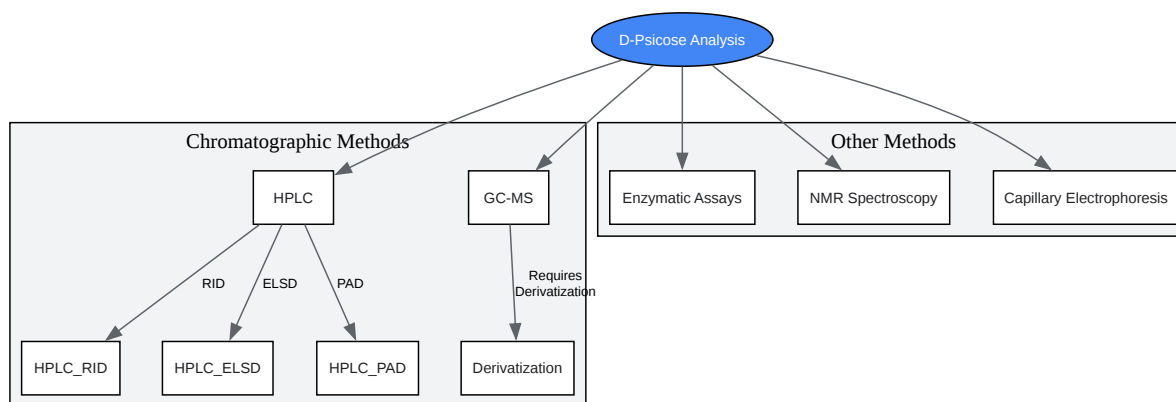 D-Psicose Analysis
Chromatographic Methods
Other Methods
HPLC
GC-MS
Enzymatic Assays
NMR Spectroscopy
Capillary Electrophoresis
RID
ELSD
PAD
Requires
Derivatization
HPLC_RID
HPLC_ELSD
HPLC_PAD
Derivatization